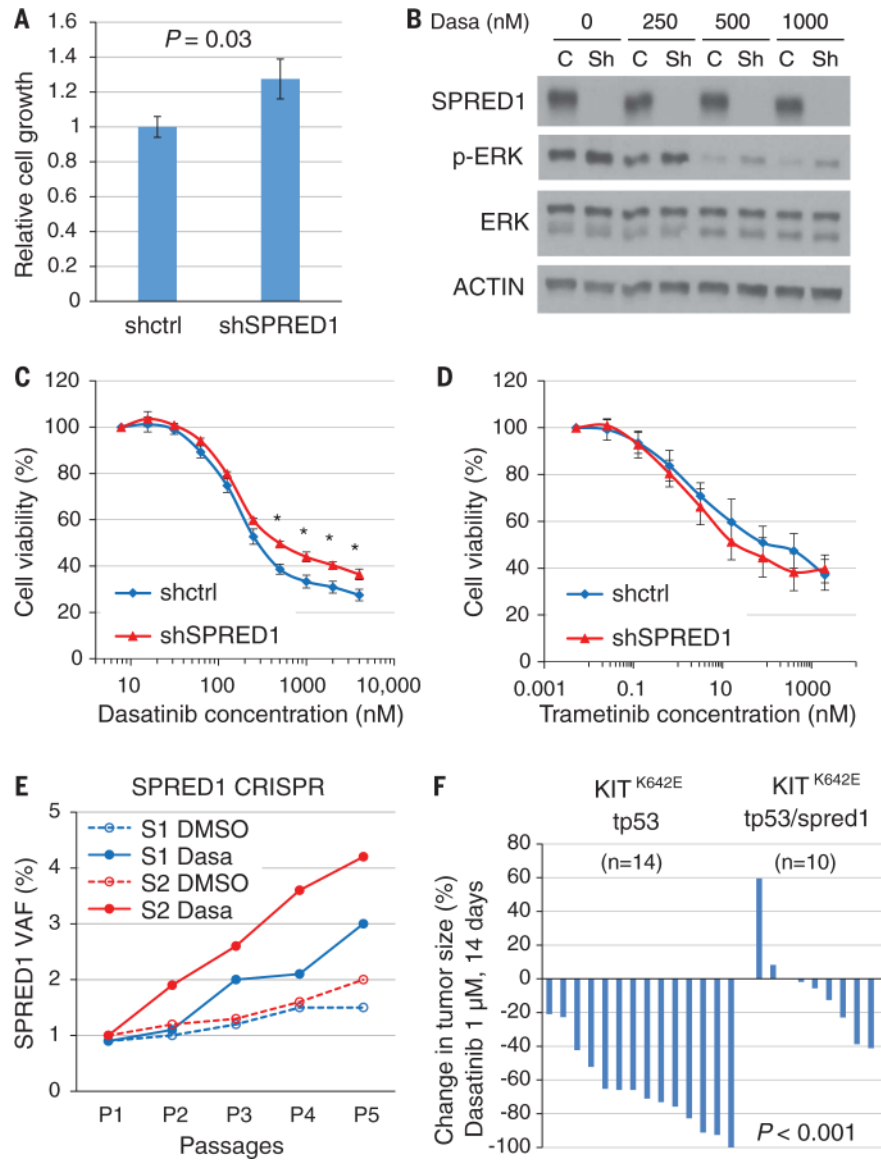 A
P = 0.03
Relative cell growth
1.6
1.4
1.2
1
0.8
0.6
0.4
0.2
0
shctrl shSPRED1
B
Dasa (nM) 0 250 500 1000
C Sh C Sh C Sh C Sh
SPRED1
p-ERK
ERK
ACTIN
C
Cell viability (%)
120
100
80
60
40
20
0
* * * *
shctrl
shSPRED1
10 100 1000 10,000
Dasatinib concentration (nM)
D
Cell viability (%)
120
100
80
60
40
20
0
shctrl
shSPRED1
0.001 0.1 10 1000
Trametinib concentration (nM)
E
SPRED1 CRISPR
SPRED1 VAF (%)
5
4
3
2
1
0
S1 DMSO
S1 Dasa
S2 DMSO
S2 Dasa
P1 P2 P3 P4 P5
Passages
F
KIT K642E KIT K642E
tp53 tp53/spred1
(n=14) (n=10)
Change in tumor size (%)
Dasatinib 1 µM, 14 days
80
60
40
20
0
-20
-40
-60
-80
-100
P < 0.001